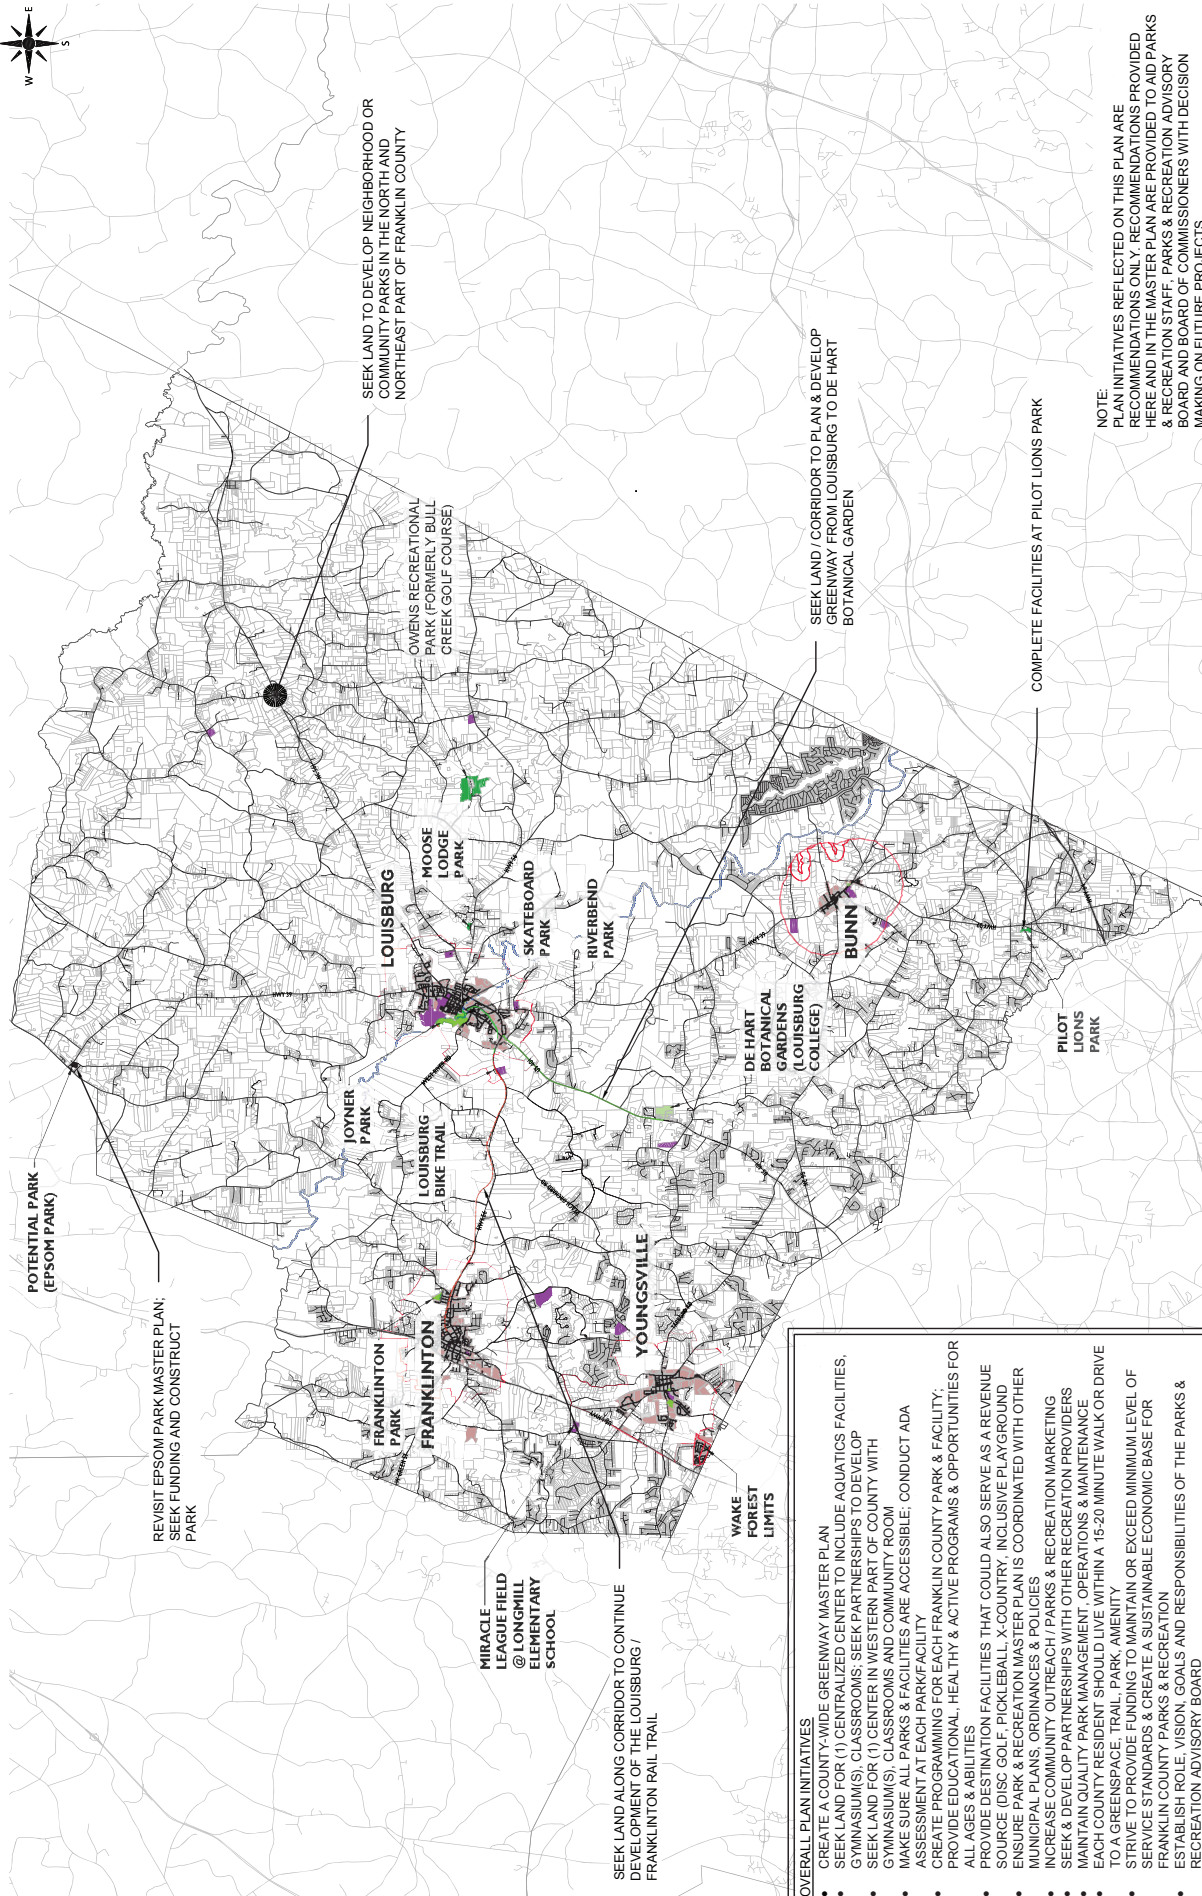 E
S
W
SEEK LAND TO DEVELOP NEIGHBORHOOD OR
COMMUNITY PARKS IN THE NORTH AND
NORTHEAST PART OF FRANKLIN COUNTY
OWENS RECREATIONAL
PARK (FORMERLY BULL
CREEK GOLF COURSE)
SEEK LAND / CORRIDOR TO PLAN & DEVELOP
GREENWAY FROM LOUISBURG TO DE HART
BOTANICAL GARDEN
COMPLETE FACILITIES AT PILOT LIONS PARK
NOTE:
PLAN INITIATIVES REFLECTED ON THIS PLAN ARE
RECOMMENDATIONS ONLY. RECOMMENDATIONS PROVIDED
HERE AND IN THE MASTER PLAN ARE PROVIDED TO AID PARKS
& RECREATION STAFF, PARKS & RECREATION ADVISORY
BOARD AND BOARD OF COMMISSIONERS WITH DECISION
MAKING ON FUTURE PROJECTS
LOUISBURG
MOOSE
LODGE
PARK
SKATEBOARD
PARK
RIVERBEND
PARK
BUNN
DE HART
BOTANICAL
GARDENS
(LOUISBURG
COLLEGE)
PILOT
LIONS
PARK
HWY 39
JOYNER
PARK
LOUISBURG
BIKE TRAIL
POTENTIAL PARK
(EPSOM PARK)
REVISIT EPSOM PARK MASTER PLAN;
SEEK FUNDING AND CONSTRUCT
PARK
FRANKLINTON
PARK
FRANKLINTON
YOUNGSVILLE
WAKE
FOREST
LIMITS
MIRACLE
LEAGUE FIELD
@ LONGMILL
ELEMENTARY
SCHOOL
SEEK LAND ALONG CORRIDOR TO CONTINUE
DEVELOPMENT OF THE LOUISBURG /
FRANKLINTON RAIL TRAIL
OVERALL PLAN INITIATIVES
• CREATE A COUNTY-WIDE GREENWAY MASTER PLAN
• SEEK LAND FOR (1) CENTRALIZED CENTER TO INCLUDE AQUATICS FACILITIES,
GYMNASIUM(S), CLASSROOMS; SEEK PARTNERSHIPS TO DEVELOP
• SEEK LAND FOR (1) CENTER IN WESTERN PART OF COUNTY WITH
GYMNASIUM(S), CLASSROOMS AND COMMUNITY ROOM
• MAKE SURE ALL PARKS & FACILITIES ARE ACCESSIBLE; CONDUCT ADA
ASSESSMENT AT EACH PARK/FACILITY
• CREATE PROGRAMMING FOR EACH FRANKLIN COUNTY PARK & FACILITY;
PROVIDE EDUCATIONAL, HEALTHY & ACTIVE PROGRAMS & OPPORTUNITIES FOR
ALL AGES & ABILITIES
• PROVIDE DESTINATION FACILITIES THAT COULD ALSO SERVE AS A REVENUE
SOURCE (DISC GOLF, PICKLEBALL, X-COUNTRY, INCLUSIVE PLAYGROUND
• ENSURE PARK & RECREATION MASTER PLAN IS COORDINATED WITH OTHER
MUNICIPAL PLANS, ORDINANCES & POLICIES
• INCREASE COMMUNITY OUTREACH / PARKS & RECREATION MARKETING
• SEEK & DEVELOP PARTNERSHIPS WITH OTHER RECREATION PROVIDERS
• MAINTAIN QUALITY PARK MANAGEMENT, OPERATIONS & MAINTENANCE
• EACH COUNTY RESIDENT SHOULD LIVE WITHIN A 15-20 MINUTE WALK OR DRIVE
TO A GREENSPACE, TRAIL, PARK, AMENITY
• STRIVE TO PROVIDE FUNDING TO MAINTAIN OR EXCEED MINIMUM LEVEL OF
SERVICE STANDARDS & CREATE A SUSTAINABLE ECONOMIC BASE FOR
FRANKLIN COUNTY PARKS & RECREATION
• ESTABLISH ROLE, VISION, GOALS AND RESPONSIBILITIES OF THE PARKS &
RECREATION ADVISORY BOARD